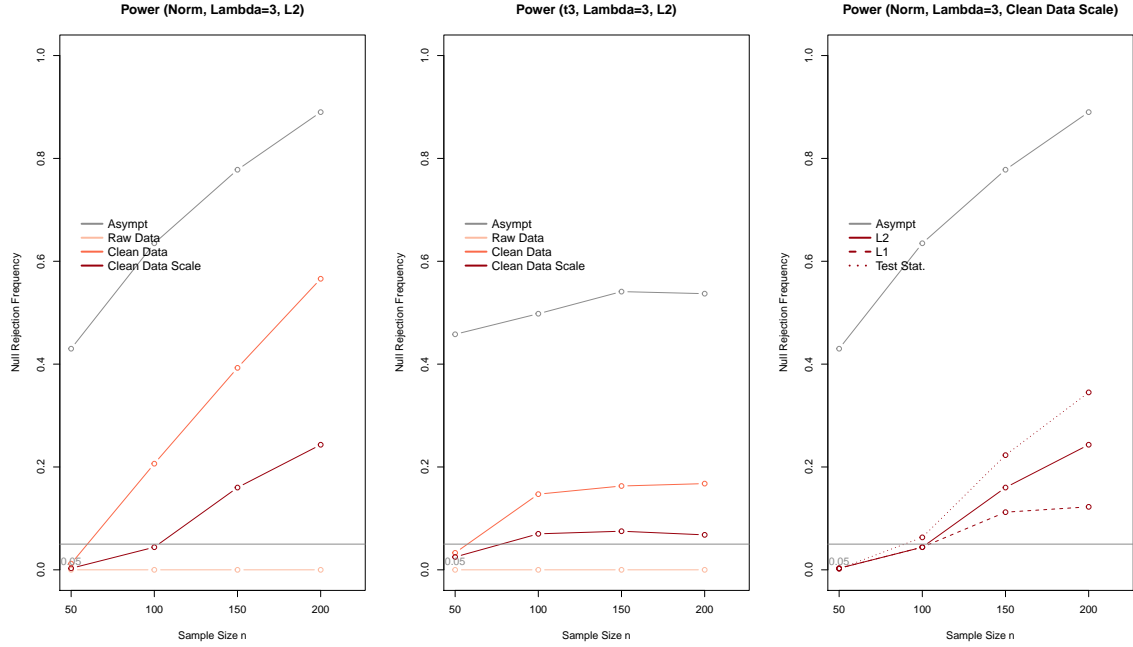 Power (Norm, Lambda=3, L2)
Null Rejection Frequency
1.0
0.8
0.6
0.4
0.2
0.0
Asympt
Raw Data
Clean Data
Clean Data Scale
0.05
50
100
150
200
Sample Size n
Power (t3, Lambda=3, L2)
Null Rejection Frequency
1.0
0.8
0.6
0.4
0.2
0.0
Asympt
Raw Data
Clean Data
Clean Data Scale
0.05
50
100
150
200
Sample Size n
Power (Norm, Lambda=3, Clean Data Scale)
Null Rejection Frequency
1.0
0.8
0.6
0.4
0.2
0.0
Asympt
L2
L1
Test Stat.
0.05
50
100
150
200
Sample Size n